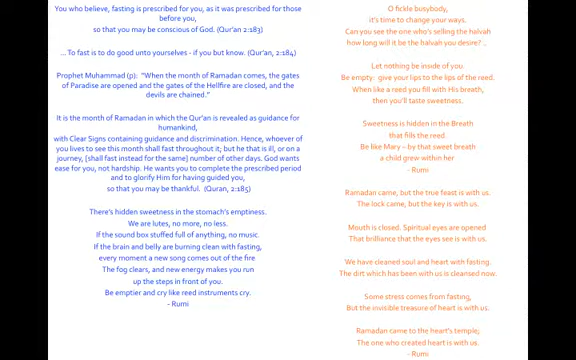 You who believe, fasting is prescribed for you, as it was prescribed for those
before you,
so that you may be conscious of God. (Qur'an 2:183)
... To fast is to do good unto yourselves - if you but know. (Qur'an, 2:184)
Prophet Muhammad (p): "When the month of Ramadan comes, the gates
of Paradise are opened and the gates of the Hellfire are closed, and the
devils are chained."
It is the month of Ramadan in which the Qur'an is revealed as guidance for
humankind,
with Clear Signs containing guidance and discrimination. Hence, whoever of
you lives to see this month shall fast throughout it; but he that is ill, or on a
journey, [shall fast instead for the same] number of other days. God wants
ease for you, not hardship. He wants you to complete the prescribed period
and to glorify Him for having guided you,
so that you may be thankful. (Quran, 2:185)
There's hidden sweetness in the stomach's emptiness.
We are lutes, no more, no less.
If the sound box stuffed full of anything, no music.
If the brain and belly are burning clean with fasting,
every moment a new song comes out of the fire
The fog clears, and new energy makes you run
up the steps in front of you.
Be emptier and cry like reed instruments cry.
- Rumi
O fickle busybody,
it's time to change your ways.
Can you see the one who's selling the halvah
how long will it be the halvah you desire? ..
Let nothing be inside of you.
Be empty: give your lips to the lips of the reed.
When like a reed you fill with His breath,
then you'll taste sweetness.
Sweetness is hidden in the Breath
that fills the reed.
Be like Mary – by that sweet breath
a child grew within her
- Rumi
Ramadan came, but the true feast is with us.
The lock came, but the key is with us.
Mouth is closed. Spiritual eyes are opened
That brilliance that the eyes see is with us.
We have cleaned soul and heart with fasting.
The dirt which has been with us is cleansed now.
Some stress comes from fasting,
But the invisible treasure of heart is with us.
Ramadan came to the heart's temple;
The one who created heart is with us.
- Rumi